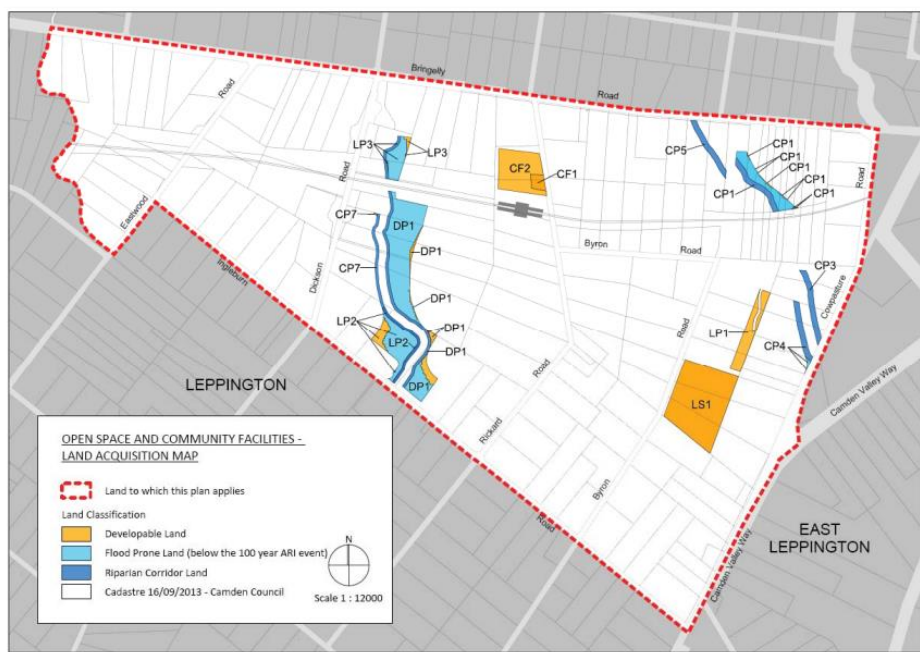 Bringelly
Road
Road
Road
Eastwood
Ingleburn
Dickson
LP3
LP3
CF2
CF1
CP5
CP1
CP1
CP1
CP1
CP1
CP1
Road
CP7
DP1
DP1
CP7
DP1
LP2
LP2
DP1
DP1
DP1
Byron
Road
Road
LP1
CP3
Cowpasture
CP4
LS1
Camden Valley Way
Road
Rickard
Byron
Road
Camden Valley Way
LEPPINGTON
EAST
LEPPINGTON
OPEN SPACE AND COMMUNITY FACILITIES -
LAND ACQUISITION MAP
Land to which this plan applies
Land Classification
Developable Land
Flood Prone Land (below the 100 year ARI event)
Riparian Corridor Land
Cadastre 16/09/2013 - Camden Council
N
Scale 1 : 12000